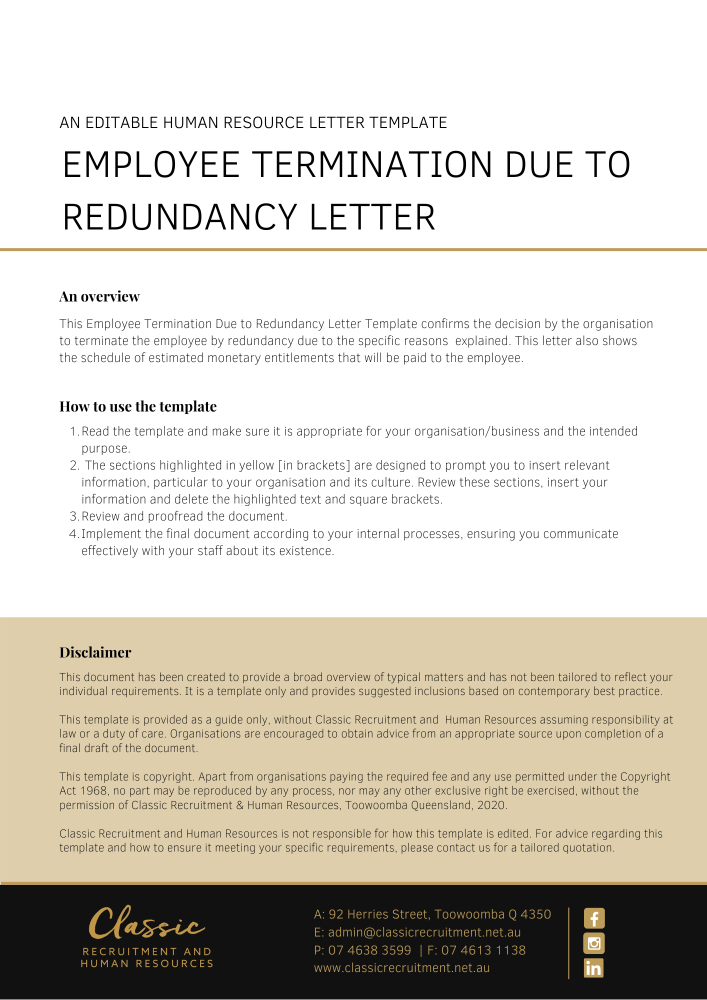 AN EDITABLE HUMAN RESOURCE LETTER TEMPLATE
EMPLOYEE TERMINATION DUE TO
REDUNDANCY LETTER
An overview
This Employee Termination Due to Redundancy Letter Template confirms the decision by the organisation
to terminate the employee by redundancy due to the specific reasons  explained. This letter also shows
the schedule of estimated monetary entitlements that will be paid to the employee.
How to use the template
1. Read the template and make sure it is appropriate for your organisation/business and the intended
purpose.
2.  The sections highlighted in yellow [in brackets] are designed to prompt you to insert relevant
information, particular to your organisation and its culture. Review these sections, insert your
information and delete the highlighted text and square brackets.
3. Review and proofread the document.
4. Implement the final document according to your internal processes, ensuring you communicate
effectively with your staff about its existence.
Disclaimer
This document has been created to provide a broad overview of typical matters and has not been tailored to reflect your
individual requirements. It is a template only and provides suggested inclusions based on contemporary best practice.
This template is provided as a guide only, without Classic Recruitment and  Human Resources assuming responsibility at
law or a duty of care. Organisations are encouraged to obtain advice from an appropriate source upon completion of a
final draft of the document.
This template is copyright. Apart from organisations paying the required fee and any use permitted under the Copyright
Act 1968, no part may be reproduced by any process, nor may any other exclusive right be exercised, without the
permission of Classic Recruitment & Human Resources, Toowoomba Queensland, 2020.
Classic Recruitment and Human Resources is not responsible for how this template is edited. For advice regarding this
template and how to ensure it meeting your specific requirements, please contact us for a tailored quotation.
Classic
RECRUITMENT AND
HUMAN RESOURCES
A: 92 Herries Street, Toowoomba Q 4350
E: admin@classicrecruitment.net.au
P: 07 4638 3599  | F: 07 4613 1138
www.classicrecruitment.net.au